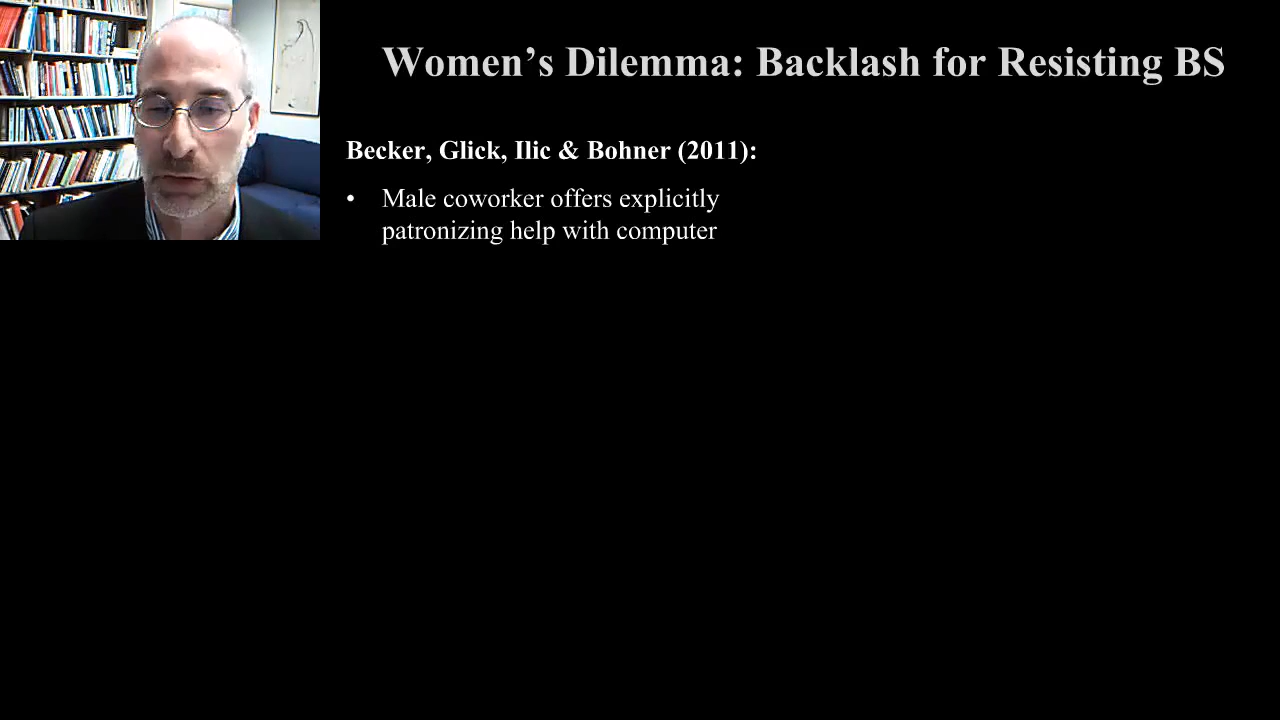 Women’s Dilemma: Backlash for Resisting BS
Becker, Glick, Ilic & Bohner (2011):
• Male coworker offers explicitly
patronizing help with computer